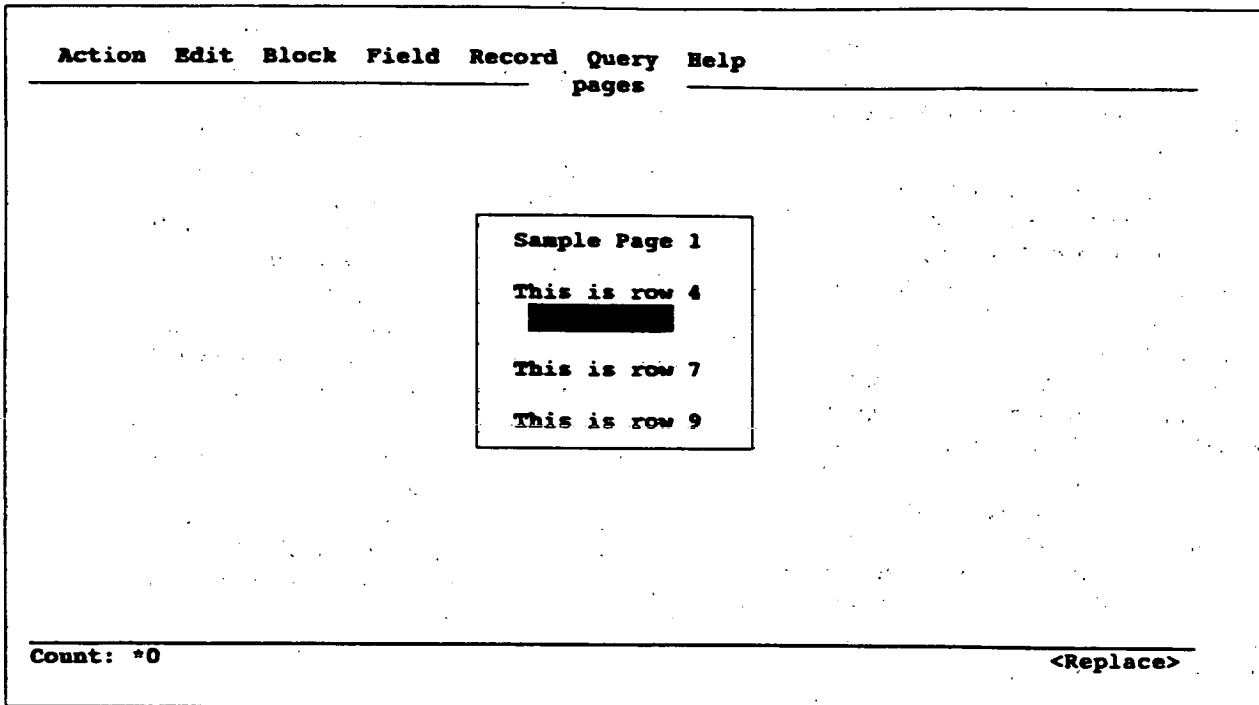 Action Edit Block Field Record Query Help
pages
Sample Page 1
This is row 4
This is row 7
This is row 9
Count: *0
<Replace>